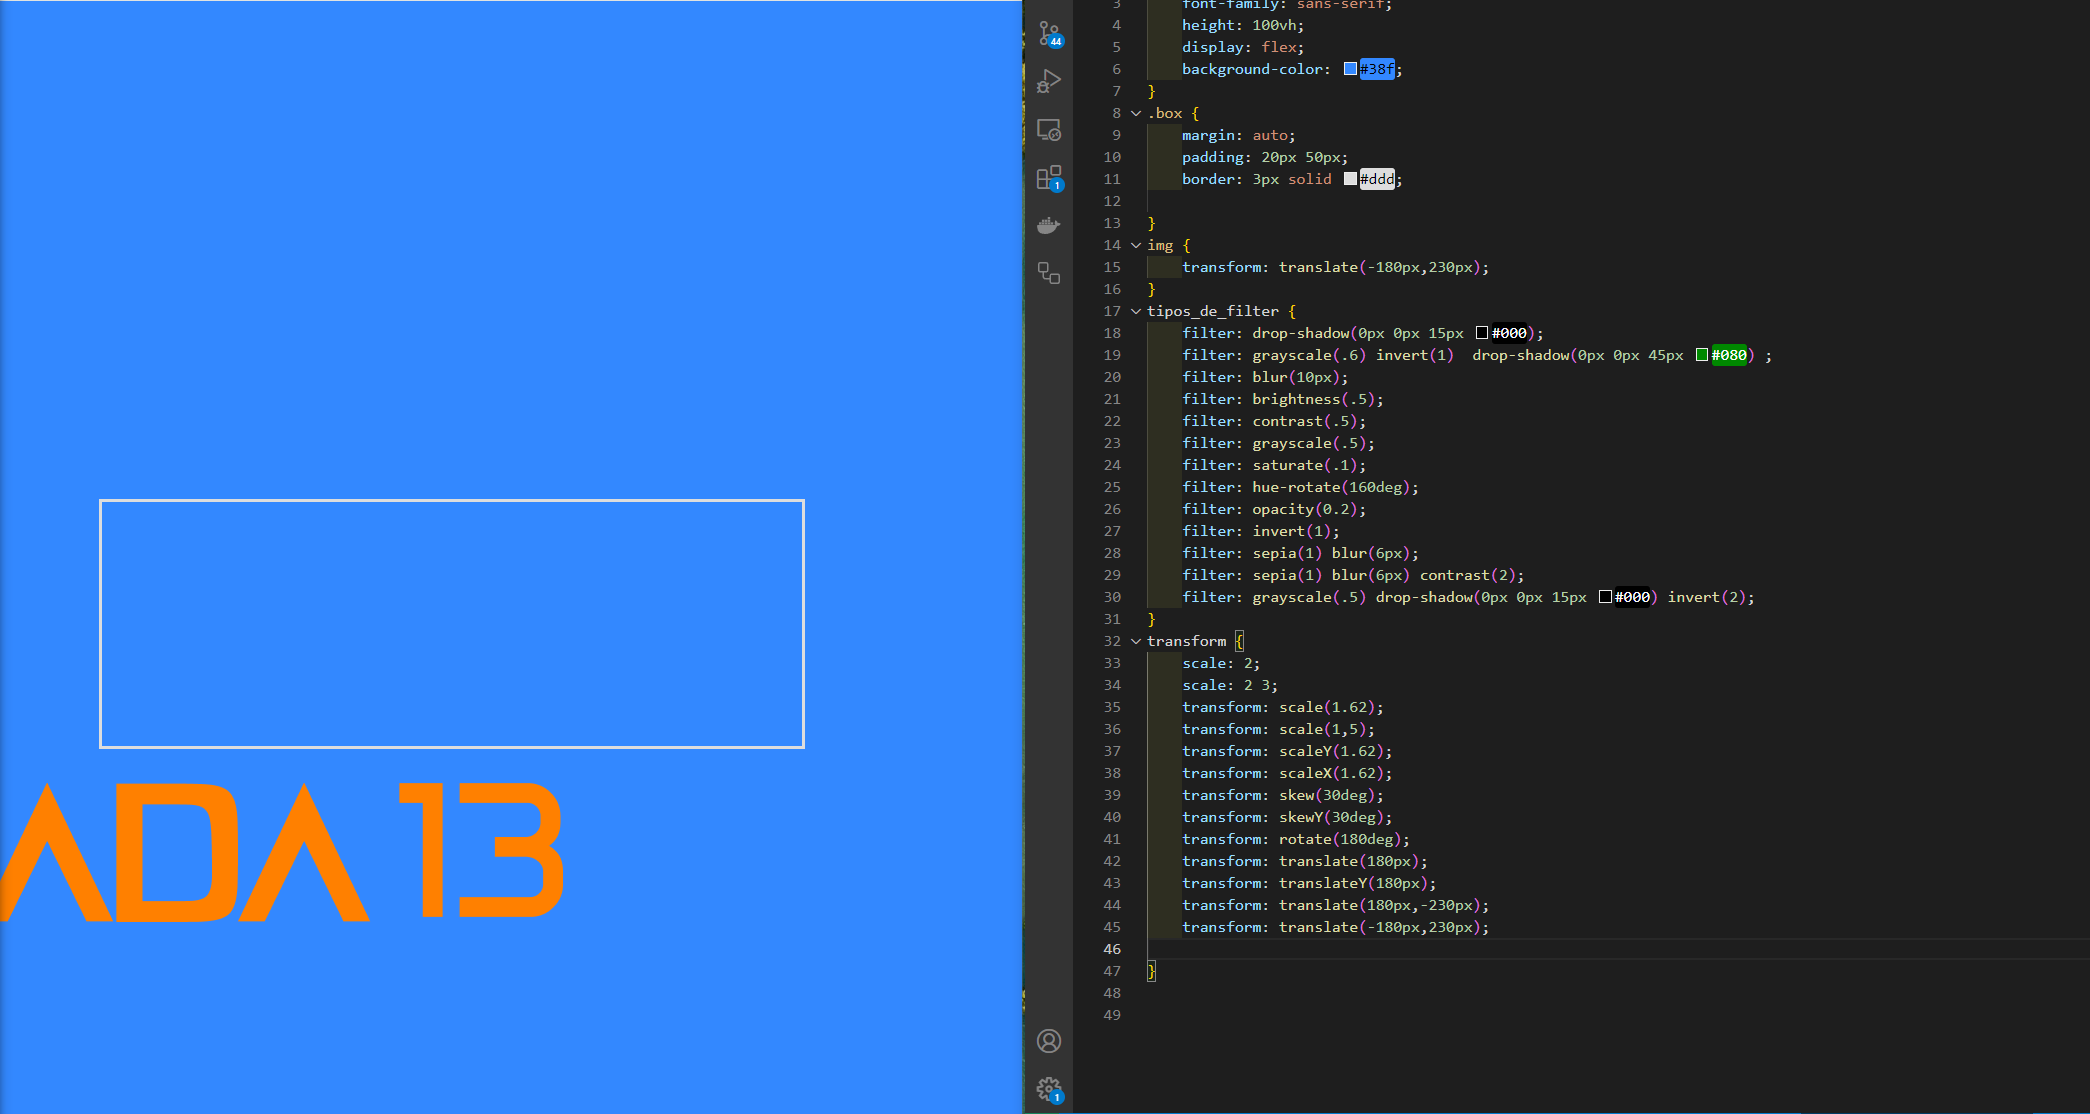 ADA 13
44
1
1
3 font-family: sans-serif;
4 height: 100vh;
5 display: flex;
6 background-color: #38f;
7 }
8 .box {
9 margin: auto;
10 padding: 20px 50px;
11 border: 3px solid #ddd;
12
13 }
14 img {
15 transform: translate(-180px,230px);
16 }
17 tipos_de_filter {
18 filter: drop-shadow(0px 0px 15px #000);
19 filter: grayscale(.6) invert(1)  drop-shadow(0px 0px 45px #080) ;
20 filter: blur(10px);
21 filter: brightness(.5);
22 filter: contrast(.5);
23 filter: grayscale(.5);
24 filter: saturate(.1);
25 filter: hue-rotate(160deg);
26 filter: opacity(0.2);
27 filter: invert(1);
28 filter: sepia(1) blur(6px);
29 filter: sepia(1) blur(6px) contrast(2);
30 filter: grayscale(.5) drop-shadow(0px 0px 15px #000) invert(2);
31 }
32 transform {
33 scale: 2;
34 scale: 2 3;
35 transform: scale(1.62);
36 transform: scale(1,5);
37 transform: scaleY(1.62);
38 transform: scaleX(1.62);
39 transform: skew(30deg);
40 transform: skewY(30deg);
41 transform: rotate(180deg);
42 transform: translate(180px);
43 transform: translateY(180px);
44 transform: translate(180px,-230px);
45 transform: translate(-180px,230px);
46
47 }
48
49